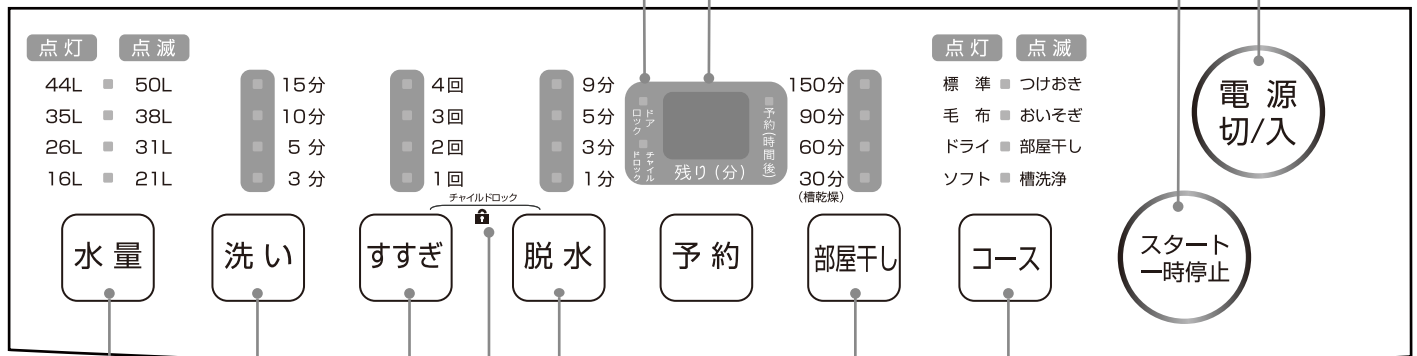 点灯 点滅
44L 50L
35L 38L
26L 31L
16L 21L
15分
10分
5分
3分
4回
3回
2回
1回
9分
5分
3分
1分
ドアロック
チャイルドロック
残り(分)
予約(時間後)
150分
90分
60分
30分
(槽乾燥)
点灯 点滅
標準 つけおき
毛布 おいそぎ
ドライ 部屋干し
ソフト 槽洗浄
電源
切/入
チャイルドロック
水量
洗い
すすぎ
脱水
予約
部屋干し
コース
スタート
一時停止